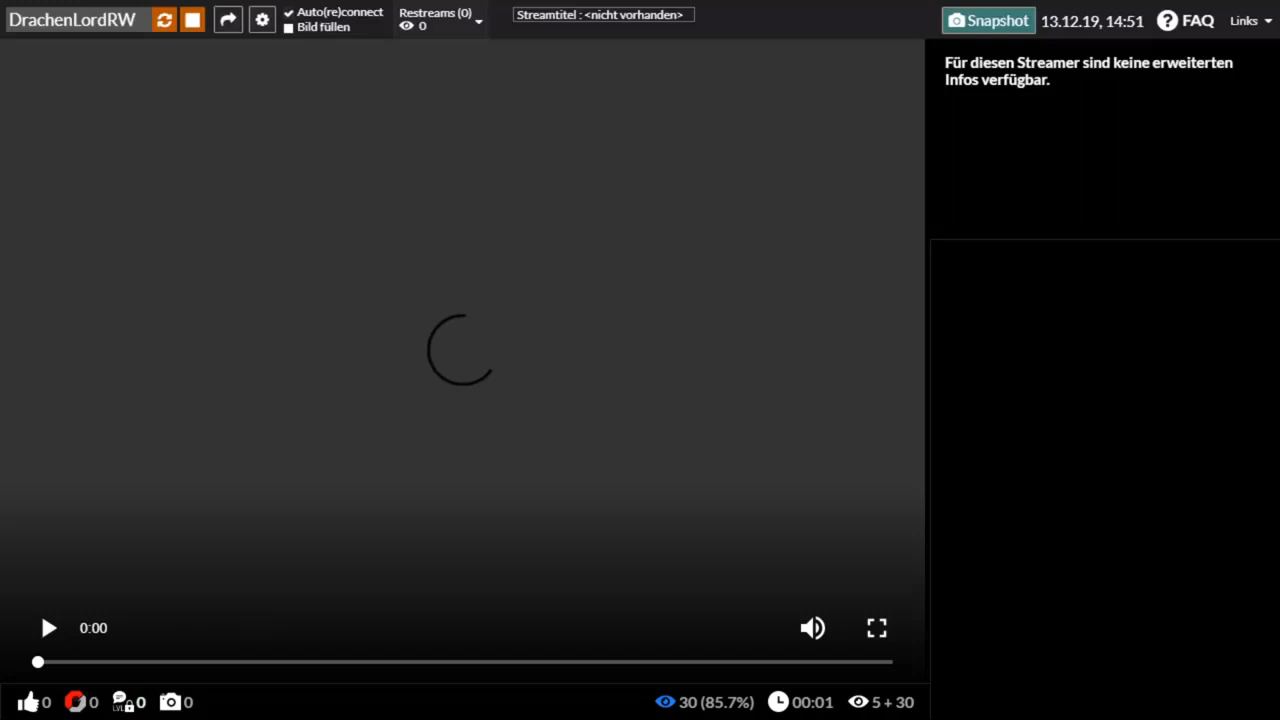 DrachenLordRW
Auto(re)connect
Bild füllen
Restreams (0)
0
Streamtitel : <nicht vorhanden>
Snapshot
13.12.19, 14:51
FAQ
Links
Für diesen Streamer sind keine erweiterten
Infos verfügbar.
0:00
0
0
LVL
0
0
30 (85.7%)
00:01
5 + 30